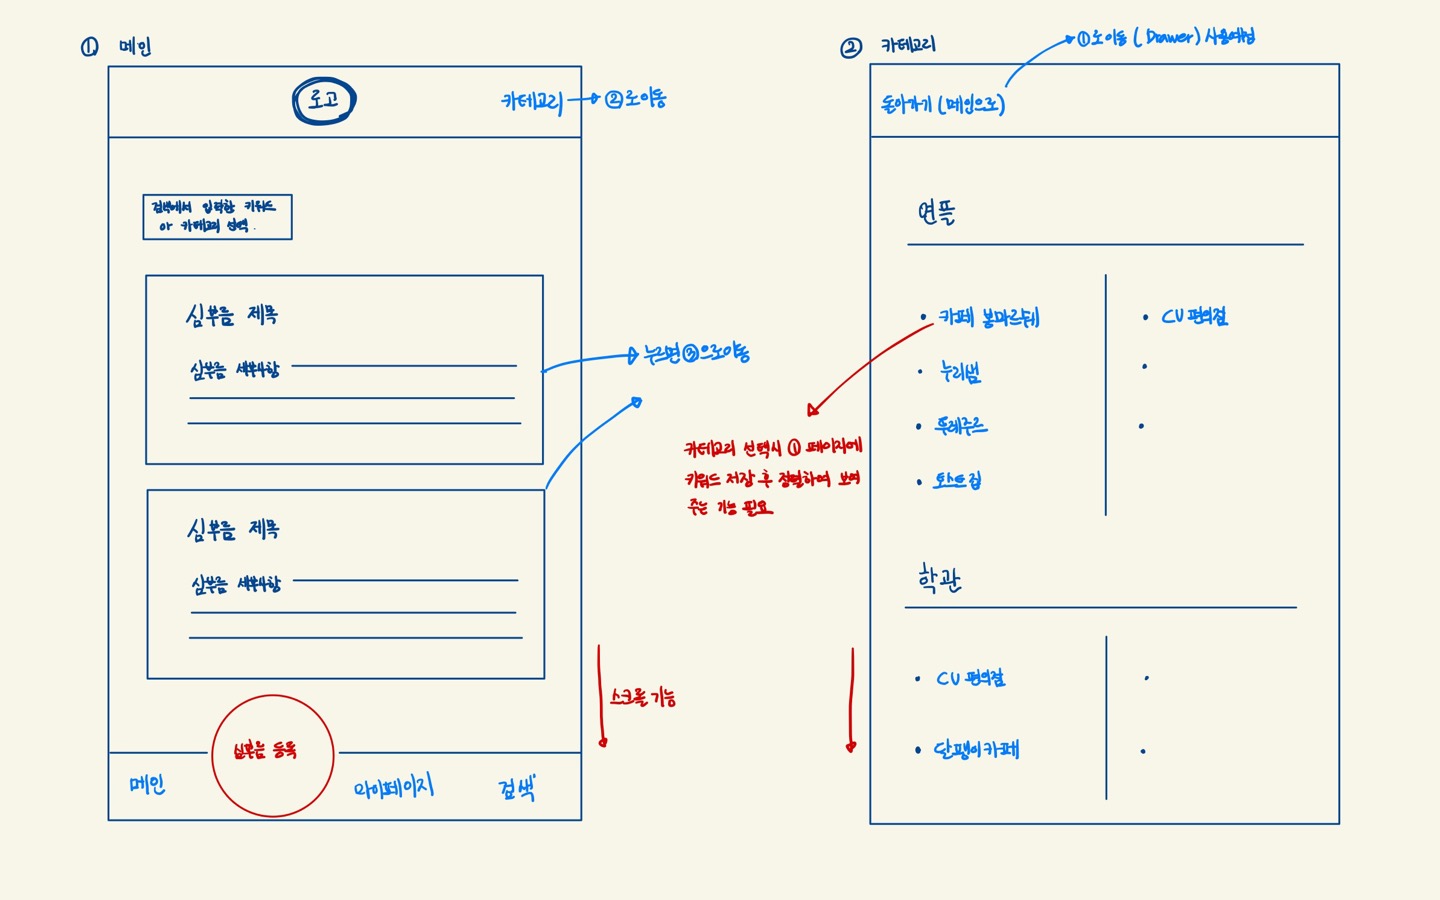 ① 메인
로고
카테고리 → ②로이동
검색에서 입력한 키워드
or 카테고리 선택.
심부름 제목
심부름 세부사항
누르면 ③으로이동
심부름 제목
심부름 세부사항
스크롤 기능
심부름 등록
메인
마이페이지
검색
② 카테고리
①로이동 ( Drawer ) 사용예정
돌아가기 (메인으로)
연플
• 카페 봉마르쉐
• CU 편의점
• 누리샘
• 뚜레쥬르
• 토스트집
카테고리 선택시 ① 페이지에
키워드 저장 후 정렬하여 보여
주는 기능 필요
학관
• CU 편의점
• 달팽이카페